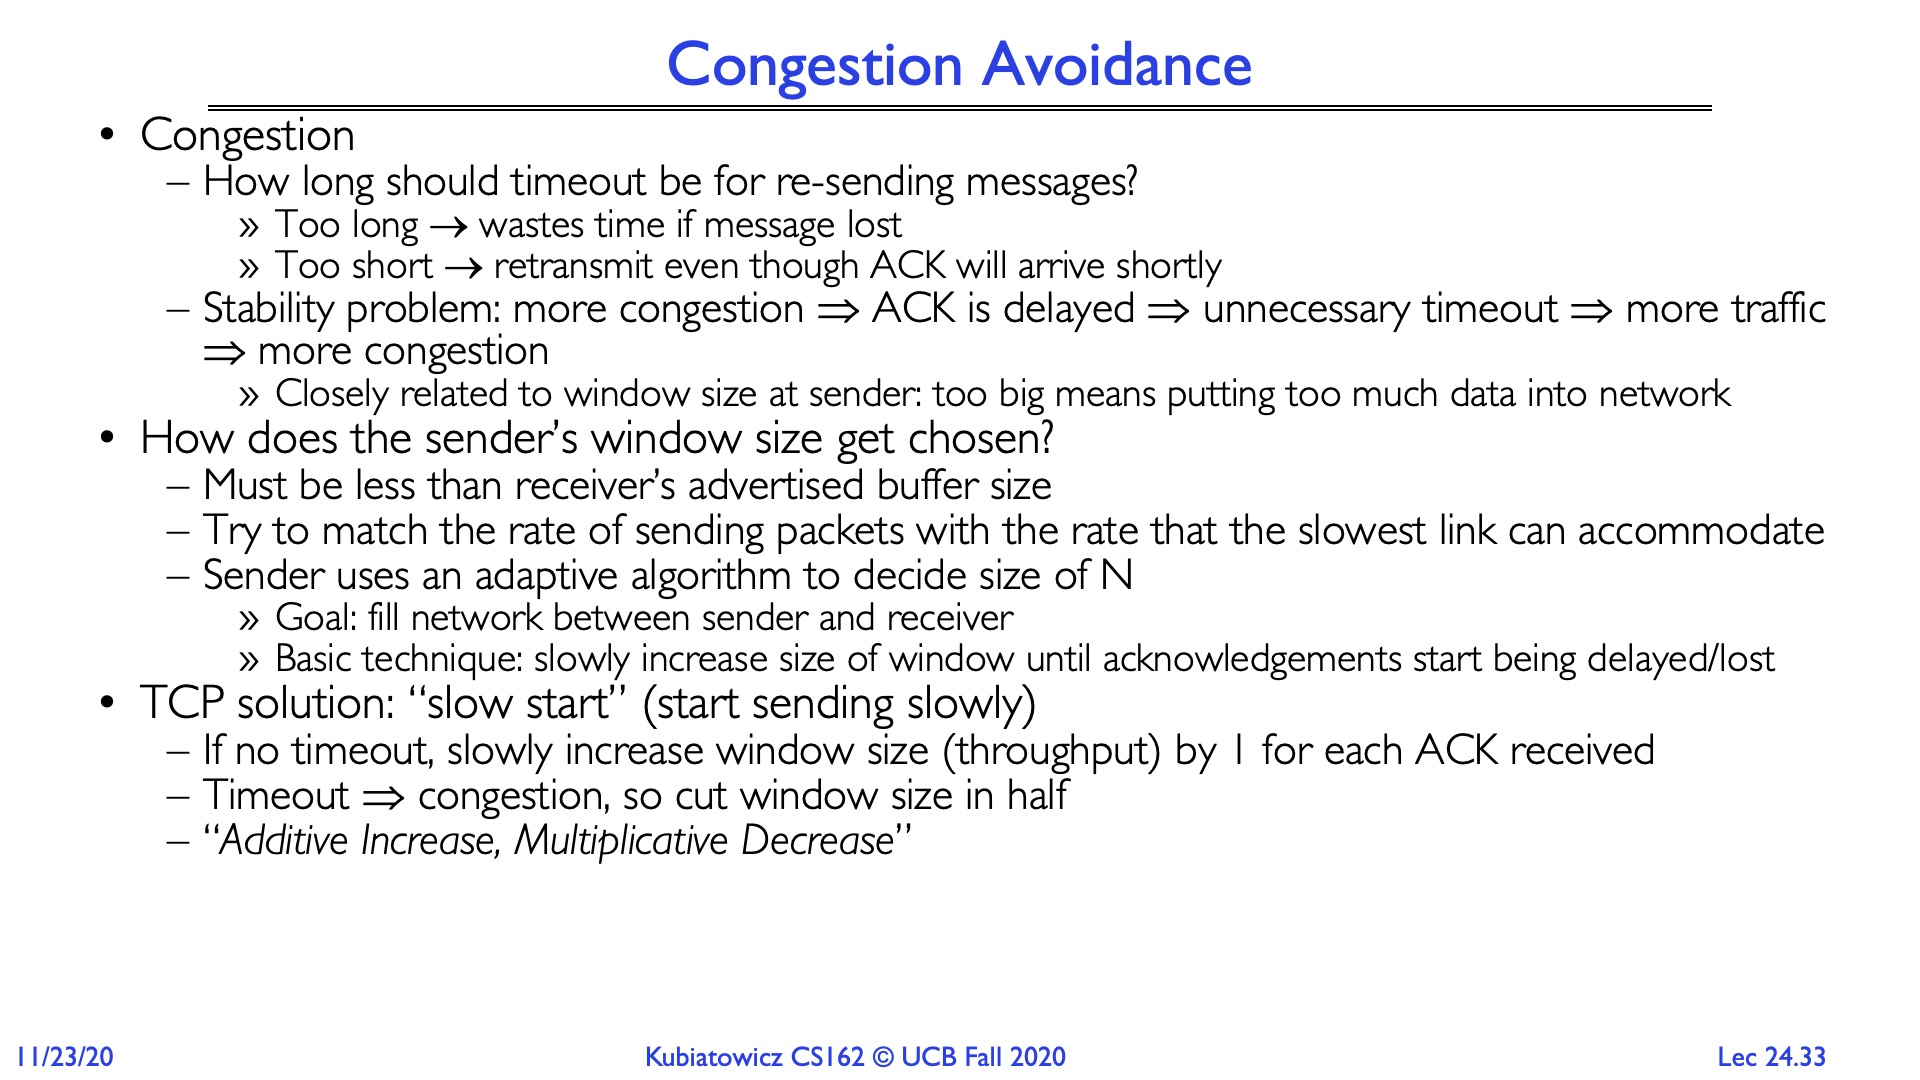 Congestion Avoidance
• Congestion
– How long should timeout be for re-sending messages?
» Too long → wastes time if message lost
» Too short → retransmit even though ACK will arrive shortly
– Stability problem: more congestion ⇒ ACK is delayed ⇒ unnecessary timeout ⇒ more traffic
⇒ more congestion
» Closely related to window size at sender: too big means putting too much data into network
• How does the sender’s window size get chosen?
– Must be less than receiver’s advertised buffer size
– Try to match the rate of sending packets with the rate that the slowest link can accommodate
– Sender uses an adaptive algorithm to decide size of N
» Goal: fill network between sender and receiver
» Basic technique: slowly increase size of window until acknowledgements start being delayed/lost
• TCP solution: “slow start” (start sending slowly)
– If no timeout, slowly increase window size (throughput) by 1 for each ACK received
– Timeout ⇒ congestion, so cut window size in half
– “Additive Increase, Multiplicative Decrease”
11/23/20
Kubiatowicz CS162 © UCB Fall 2020
Lec 24.33